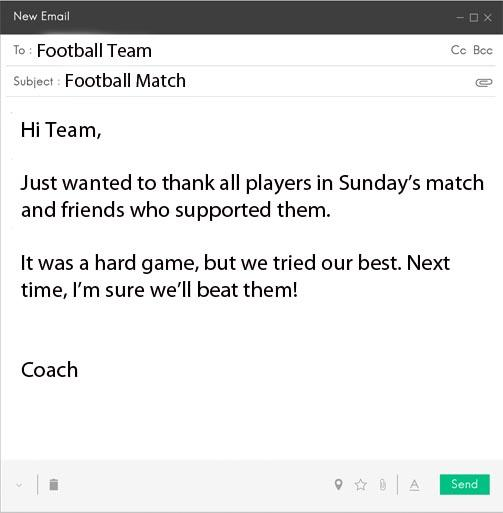 New Email
To : Football Team
Cc Bcc
Subject : Football Match
Hi Team,
Just wanted to thank all players in Sunday’s match
and friends who supported them.
It was a hard game, but we tried our best. Next
time, I’m sure we’ll beat them!
Coach
A
Send